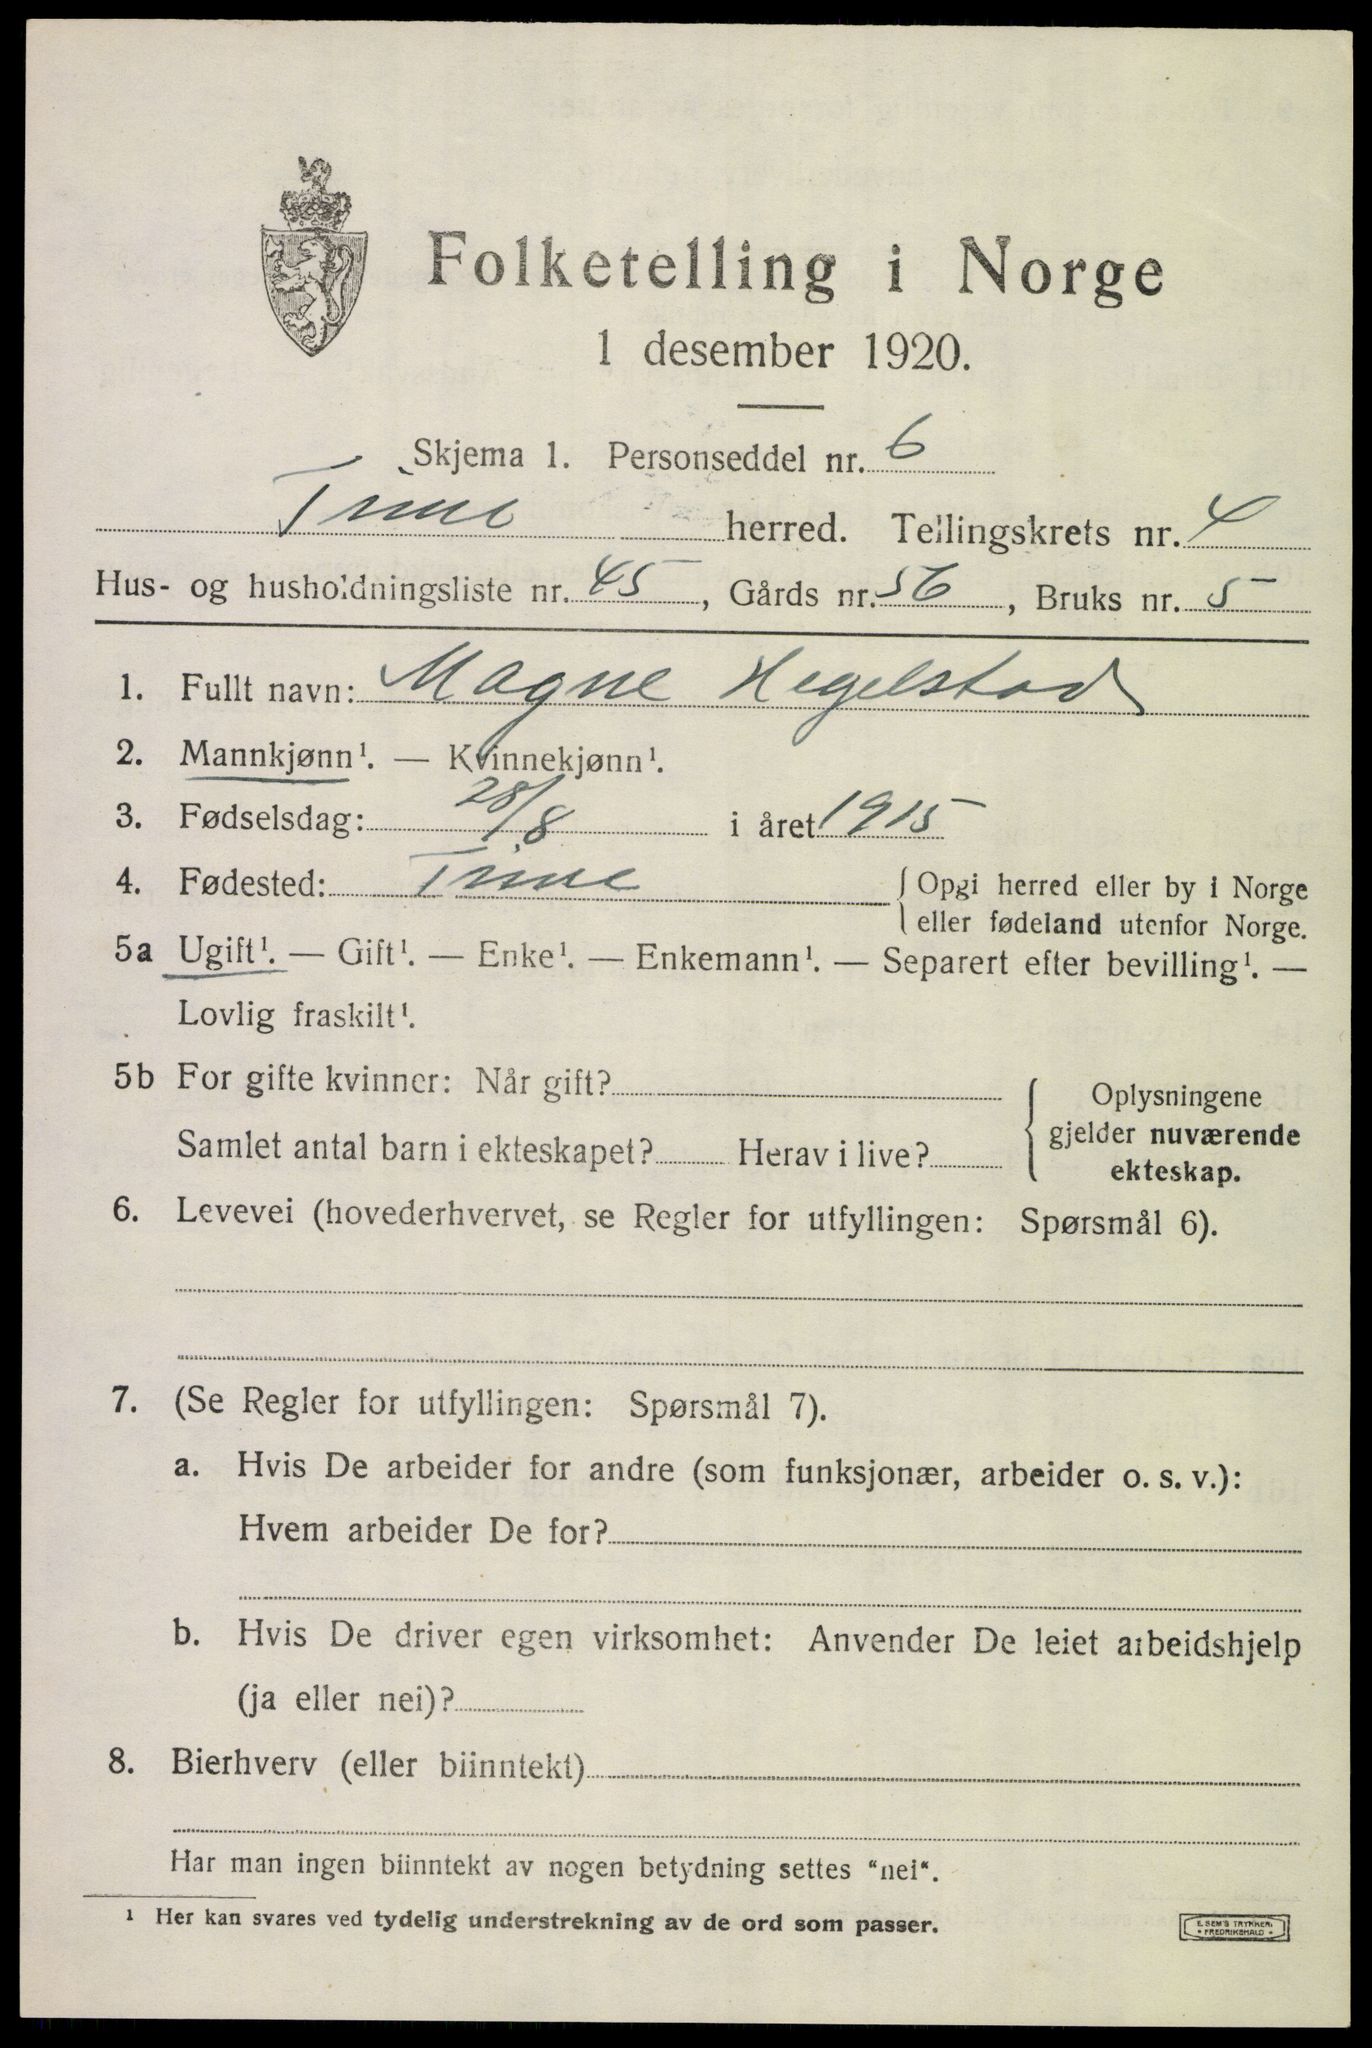 Folketelling i Norge
1 desember 1920.
Skjema 1. Personseddel nr. 6
Time herred. Tellingskrets nr. 4
Hus- og husholdningsliste nr. 45, Gårds nr. 56, Bruks nr. 5
1. Fullt navn: Magne Hegelstad
2. Mannkjønn¹. — Kvinnekjønn¹.
3. Fødselsdag: 28/8 i året 1915
4. Fødested: Time { Opgi herred eller by i Norge
eller fødeland utenfor Norge.
5a Ugift¹. — Gift¹. — Enke¹. — Enkemann¹. — Separert efter bevilling¹. —
Lovlig fraskilt¹.
5b For gifte kvinner: Når gift?
Samlet antal barn i ekteskapet? Herav i live?
{ Oplysningene
gjelder nuværende
ekteskap.
6. Levevei (hovederhvervet, se Regler for utfyllingen: Spørsmål 6).
7. (Se Regler for utfyllingen: Spørsmål 7).
a. Hvis De arbeider for andre (som funksjonær, arbeider o. s. v.):
Hvem arbeider De for?
b. Hvis De driver egen virksomhet: Anvender De leiet arbeidshjelp
(ja eller nei)?
8. Bierhverv (eller biinntekt)
Har man ingen biinntekt av nogen betydning settes "nei".
¹ Her kan svares ved tydelig understrekning av de ord som passer.
E. SEM'S TRYKKERI
• FREDRIKSHALD •